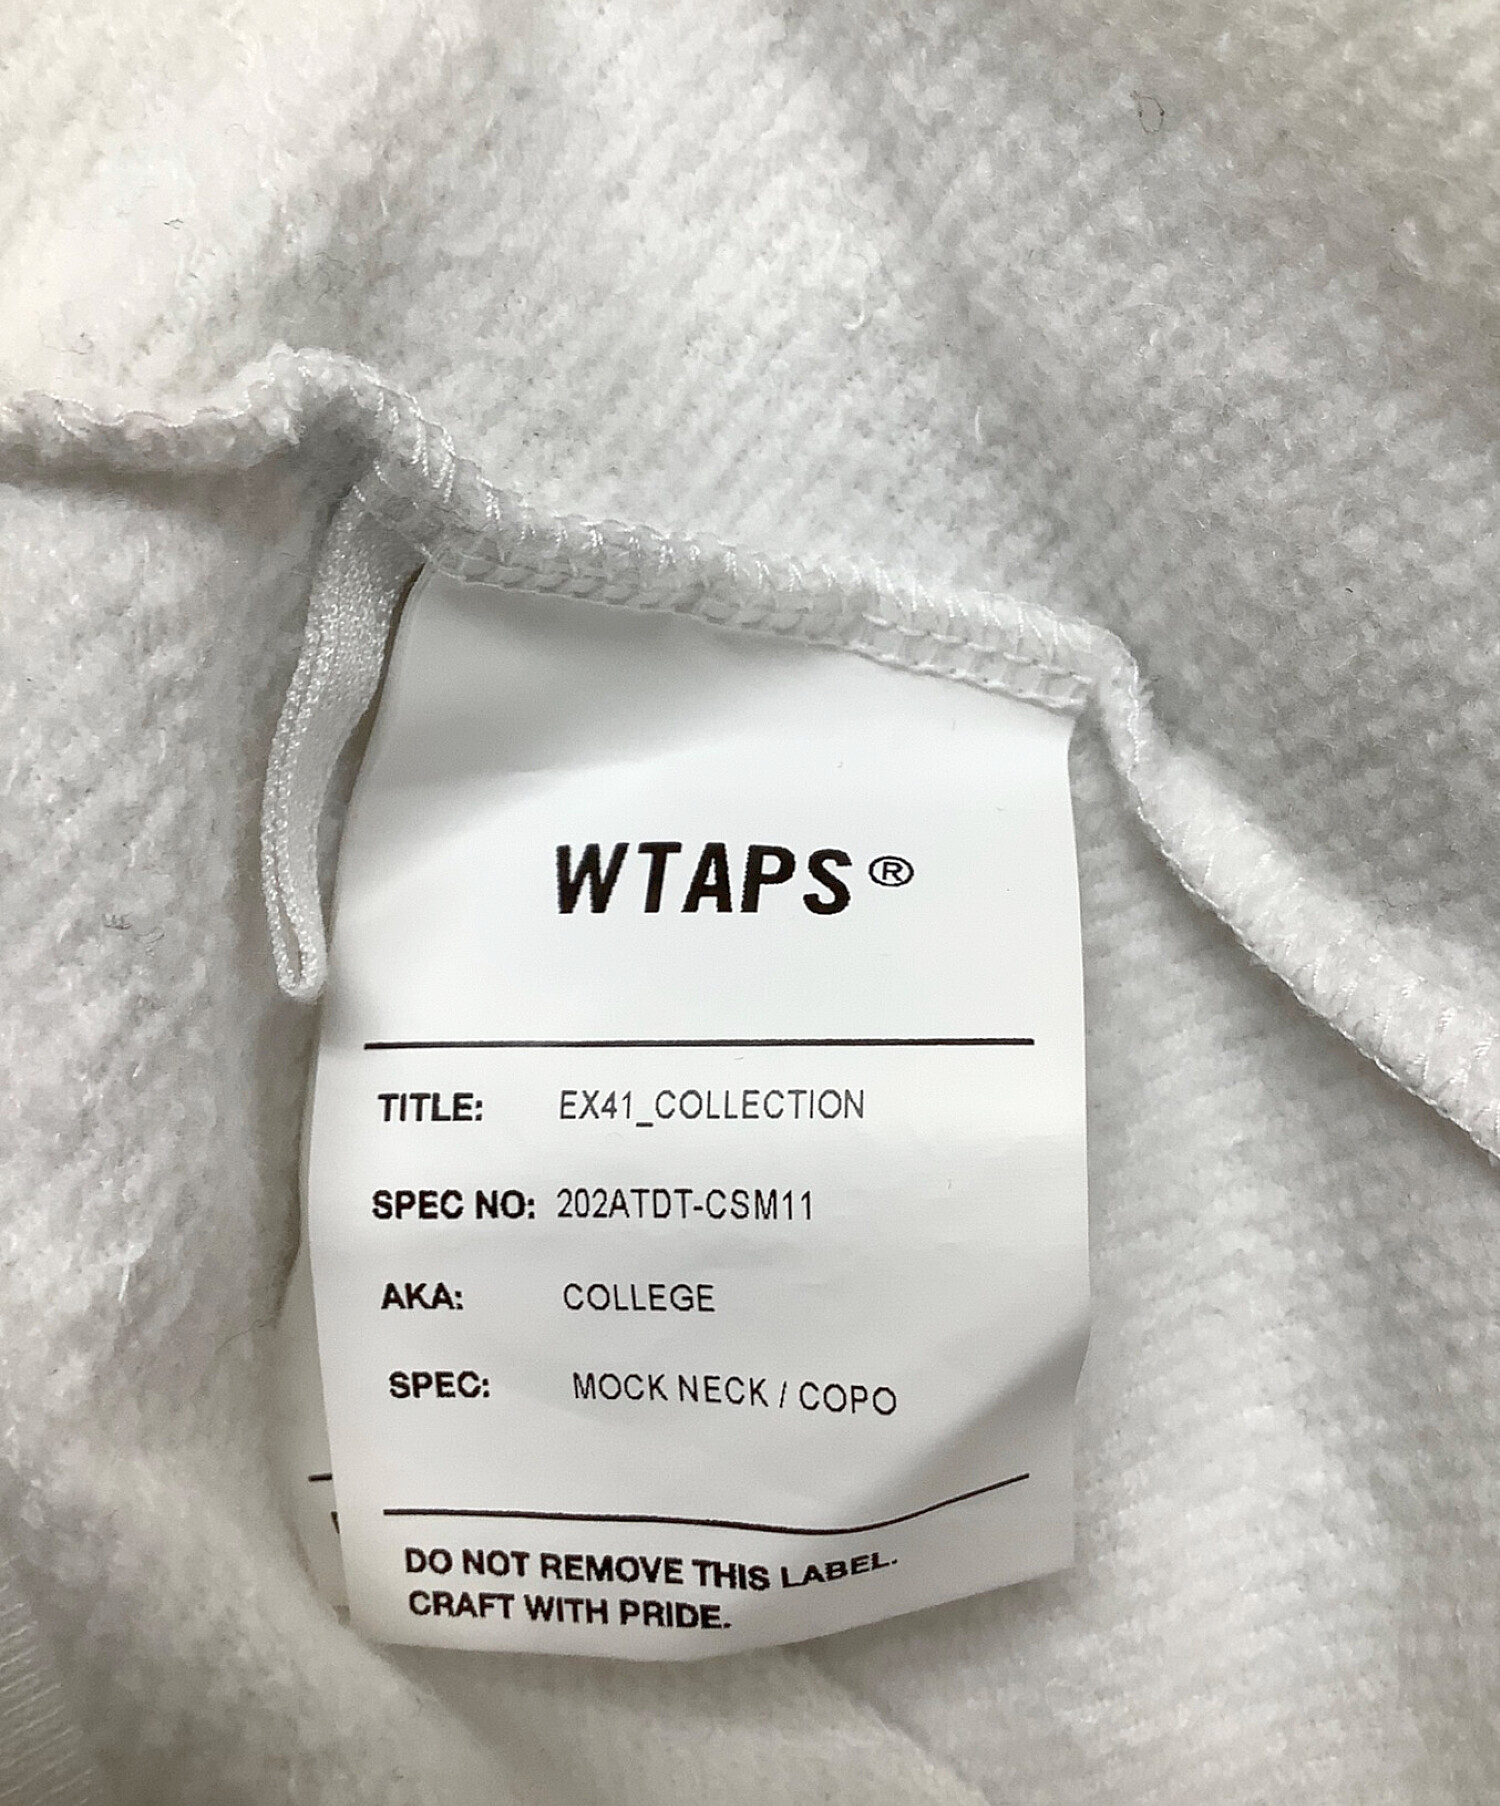 WTAPS®
TITLE: EX41_COLLECTION
SPEC NO: 202ATDT-CSM11
AKA: COLLEGE
SPEC: MOCK NECK / COPO
DO NOT REMOVE THIS LABEL.
CRAFT WITH PRIDE.